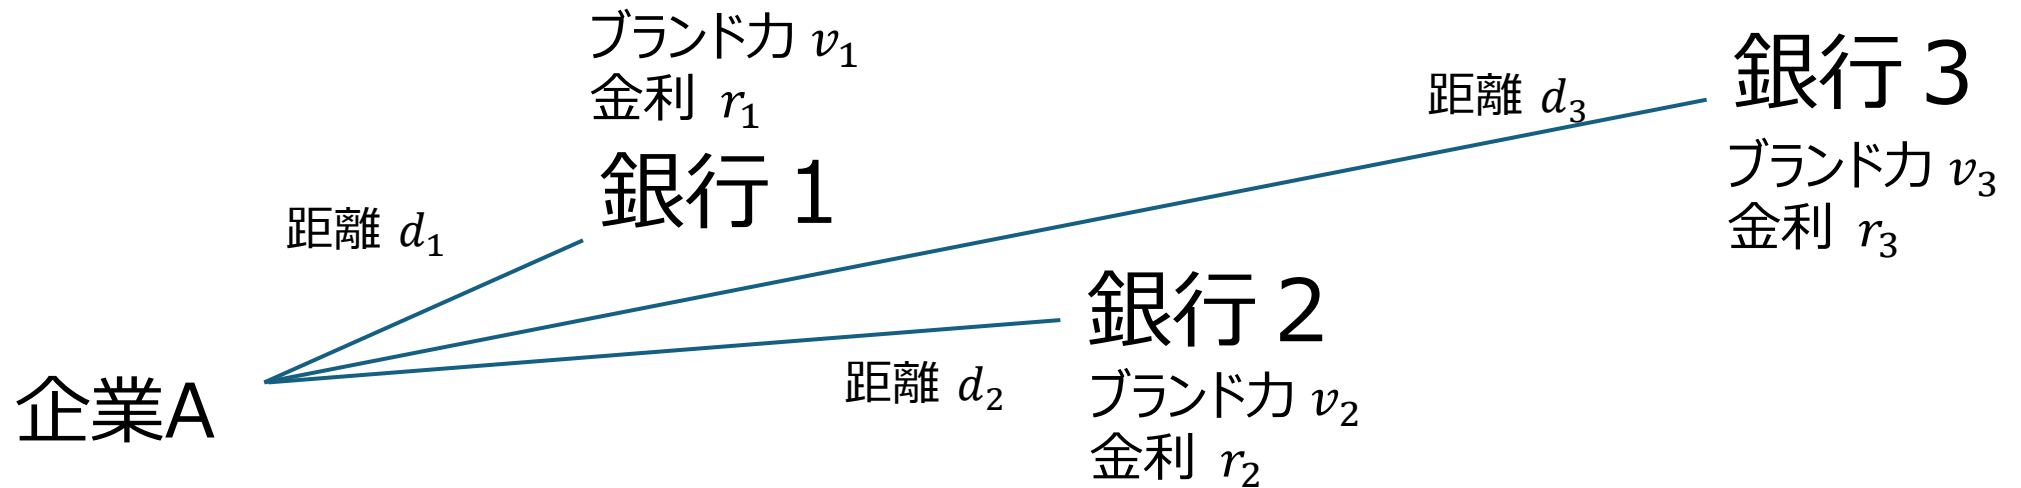 ブランド力 v₁
金利 r₁
銀行1
距離 d₁
企業A
距離 d₂
銀行2
ブランド力 v₂
金利 r₂
距離 d₃
銀行3
ブランド力 v₃
金利 r₃